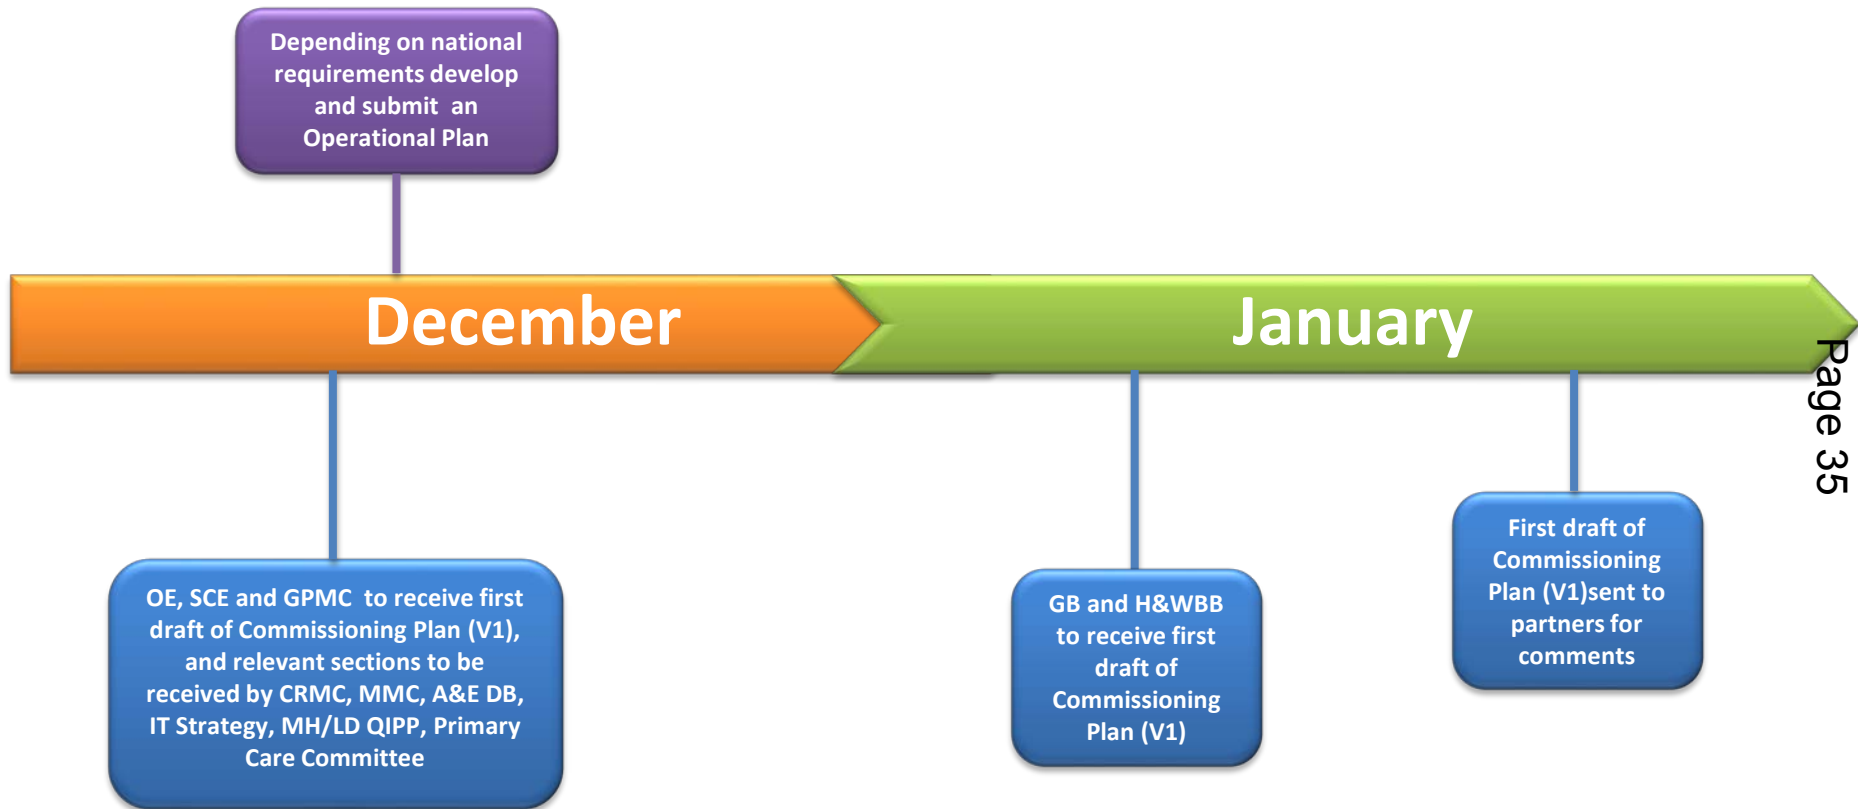 Depending on national
requirements develop
and submit an
Operational Plan
December
January
Page 35
OE, SCE and GPMC to receive first
draft of Commissioning Plan (V1),
and relevant sections to be
received by CRMC, MMC, A&E DB,
IT Strategy, MH/LD QIPP, Primary
Care Committee
GB and H&WBB
to receive first
draft of
Commissioning
Plan (V1)
First draft of
Commissioning
Plan (V1)sent to
partners for
comments